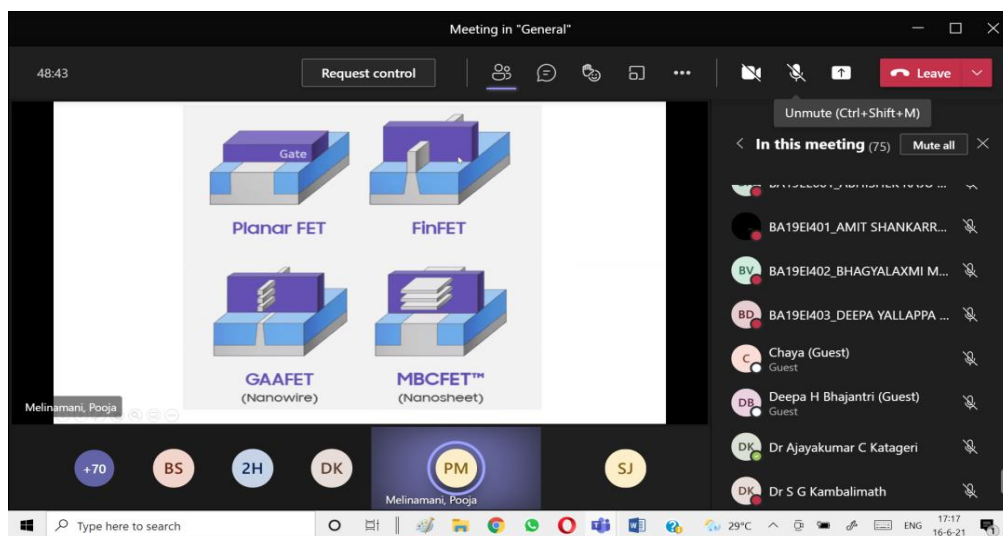 Meeting in "General"
48:43
Request control
Leave
Unmute (Ctrl+Shift+M)
In this meeting (75)
Mute all
Gate
Planar FET
FinFET
GAAFET
(Nanowire)
MBCFET™
(Nanosheet)
Melinamani, Pooja
BA19EI401_AMIT SHANKARR...
BV
BA19EI402_BHAGYALAXMI M...
BD
BA19EI403_DEEPA YALLAPPA ...
C
Chaya (Guest)
Guest
DB
Deepa H Bhajantri (Guest)
Guest
DK
Dr Ajayakumar C Katageri
DK
Dr S G Kambalimath
+70
BS
2H
DK
PM
Melinamani, Pooja
SJ
Type here to search
29°C
ENG
17:17
16-6-21